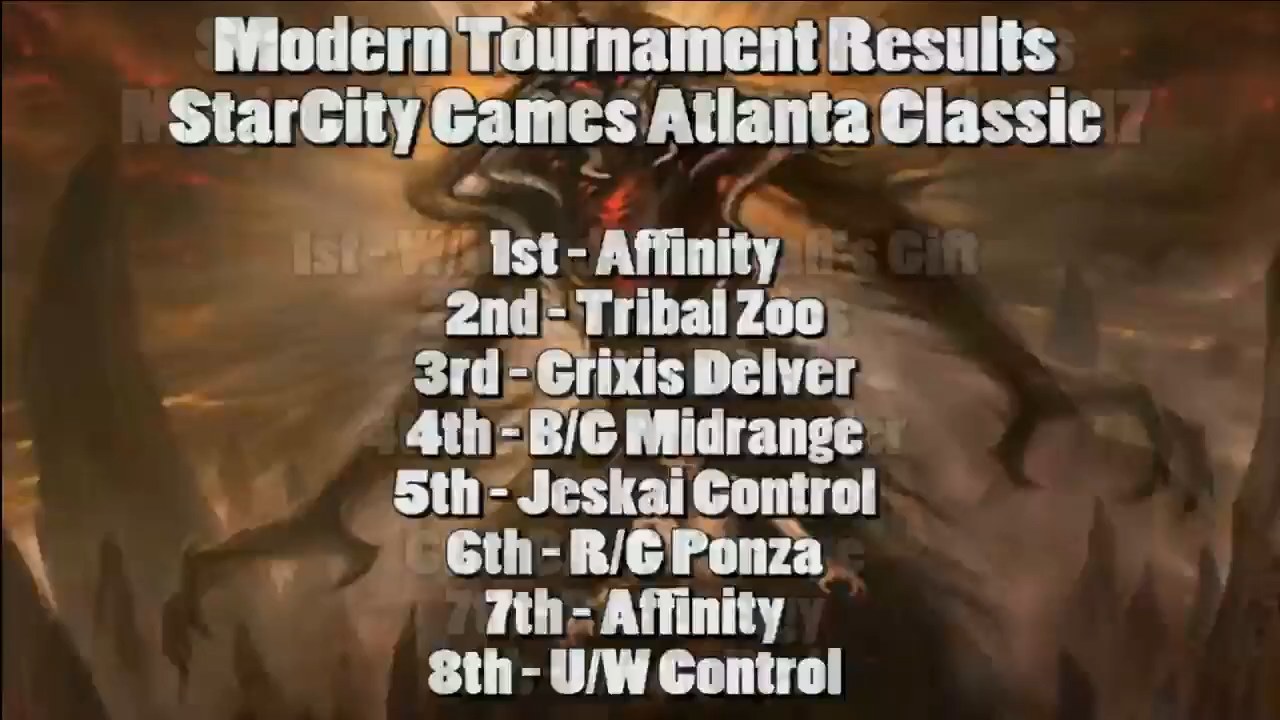 Modern Tournament Results
StarCity Games Atlanta Classic
1st - Affinity
2nd - Tribal Zoo
3rd - Grixis Delver
4th - B/G Midrange
5th - Jeskai Control
6th - R/G Ponza
7th - Affinity
8th - U/W Control